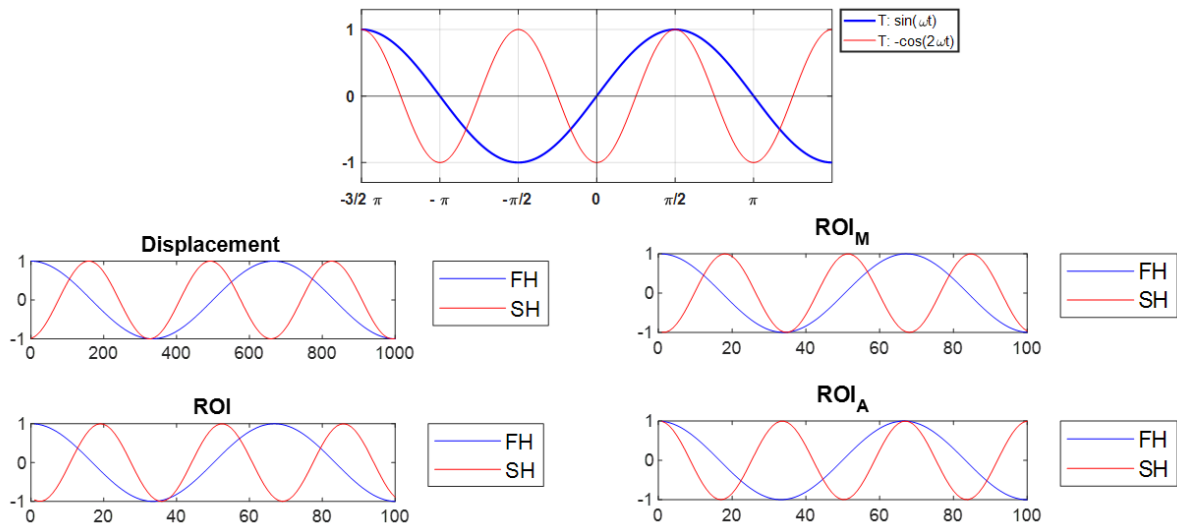 T: sin(ωt)
T: -cos(2ωt)
1
0
-1
-3/2 π
- π
-π/2
0
π/2
π
Displacement
1
0
-1
0
200
400
600
800
1000
FH
SH
ROI_M
1
0
-1
0
20
40
60
80
100
FH
SH
ROI
1
0
-1
0
20
40
60
80
100
FH
SH
ROI_A
1
0
-1
0
20
40
60
80
100
FH
SH